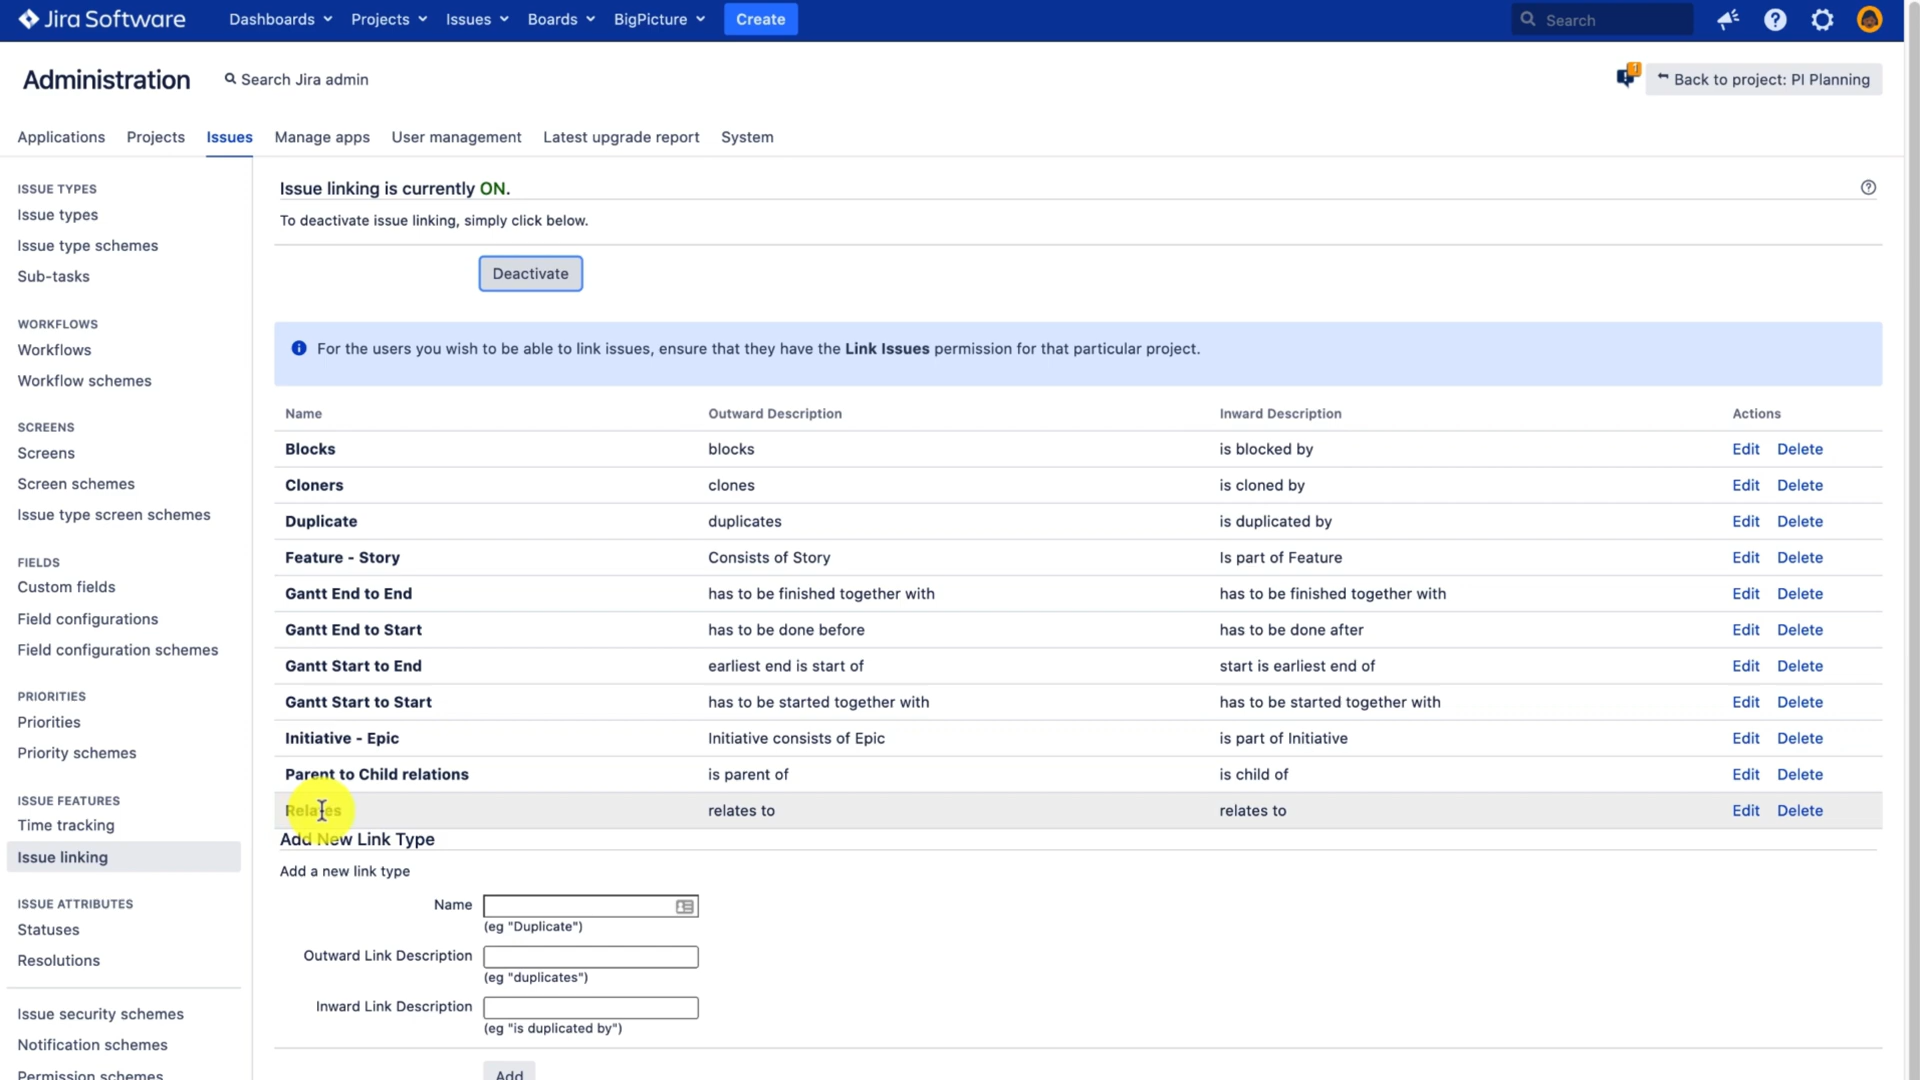 Jira Software Dashboards Projects Issues Boards BigPicture Create Search
Administration Search Jira admin 1 Back to project: PI Planning
Applications Projects Issues Manage apps User management Latest upgrade report System
ISSUE TYPES
Issue types
Issue type schemes
Sub-tasks
WORKFLOWS
Workflows
Workflow schemes
SCREENS
Screens
Screen schemes
Issue type screen schemes
FIELDS
Custom fields
Field configurations
Field configuration schemes
PRIORITIES
Priorities
Priority schemes
ISSUE FEATURES
Time tracking
Issue linking
ISSUE ATTRIBUTES
Statuses
Resolutions
Issue security schemes
Notification schemes
Permission schemes
Issue linking is currently ON.
To deactivate issue linking, simply click below.
Deactivate
For the users you wish to be able to link issues, ensure that they have the Link Issues permission for that particular project.
Name Outward Description Inward Description Actions
Blocks blocks is blocked by Edit Delete
Cloners clones is cloned by Edit Delete
Duplicate duplicates is duplicated by Edit Delete
Feature - Story Consists of Story Is part of Feature Edit Delete
Gantt End to End has to be finished together with has to be finished together with Edit Delete
Gantt End to Start has to be done before has to be done after Edit Delete
Gantt Start to End earliest end is start of start is earliest end of Edit Delete
Gantt Start to Start has to be started together with has to be started together with Edit Delete
Initiative - Epic Initiative consists of Epic is part of Initiative Edit Delete
Parent to Child relations is parent of is child of Edit Delete
Relates relates to relates to Edit Delete
Add New Link Type
Add a new link type
Name
(eg "Duplicate")
Outward Link Description
(eg "duplicates")
Inward Link Description
(eg "is duplicated by")
Add